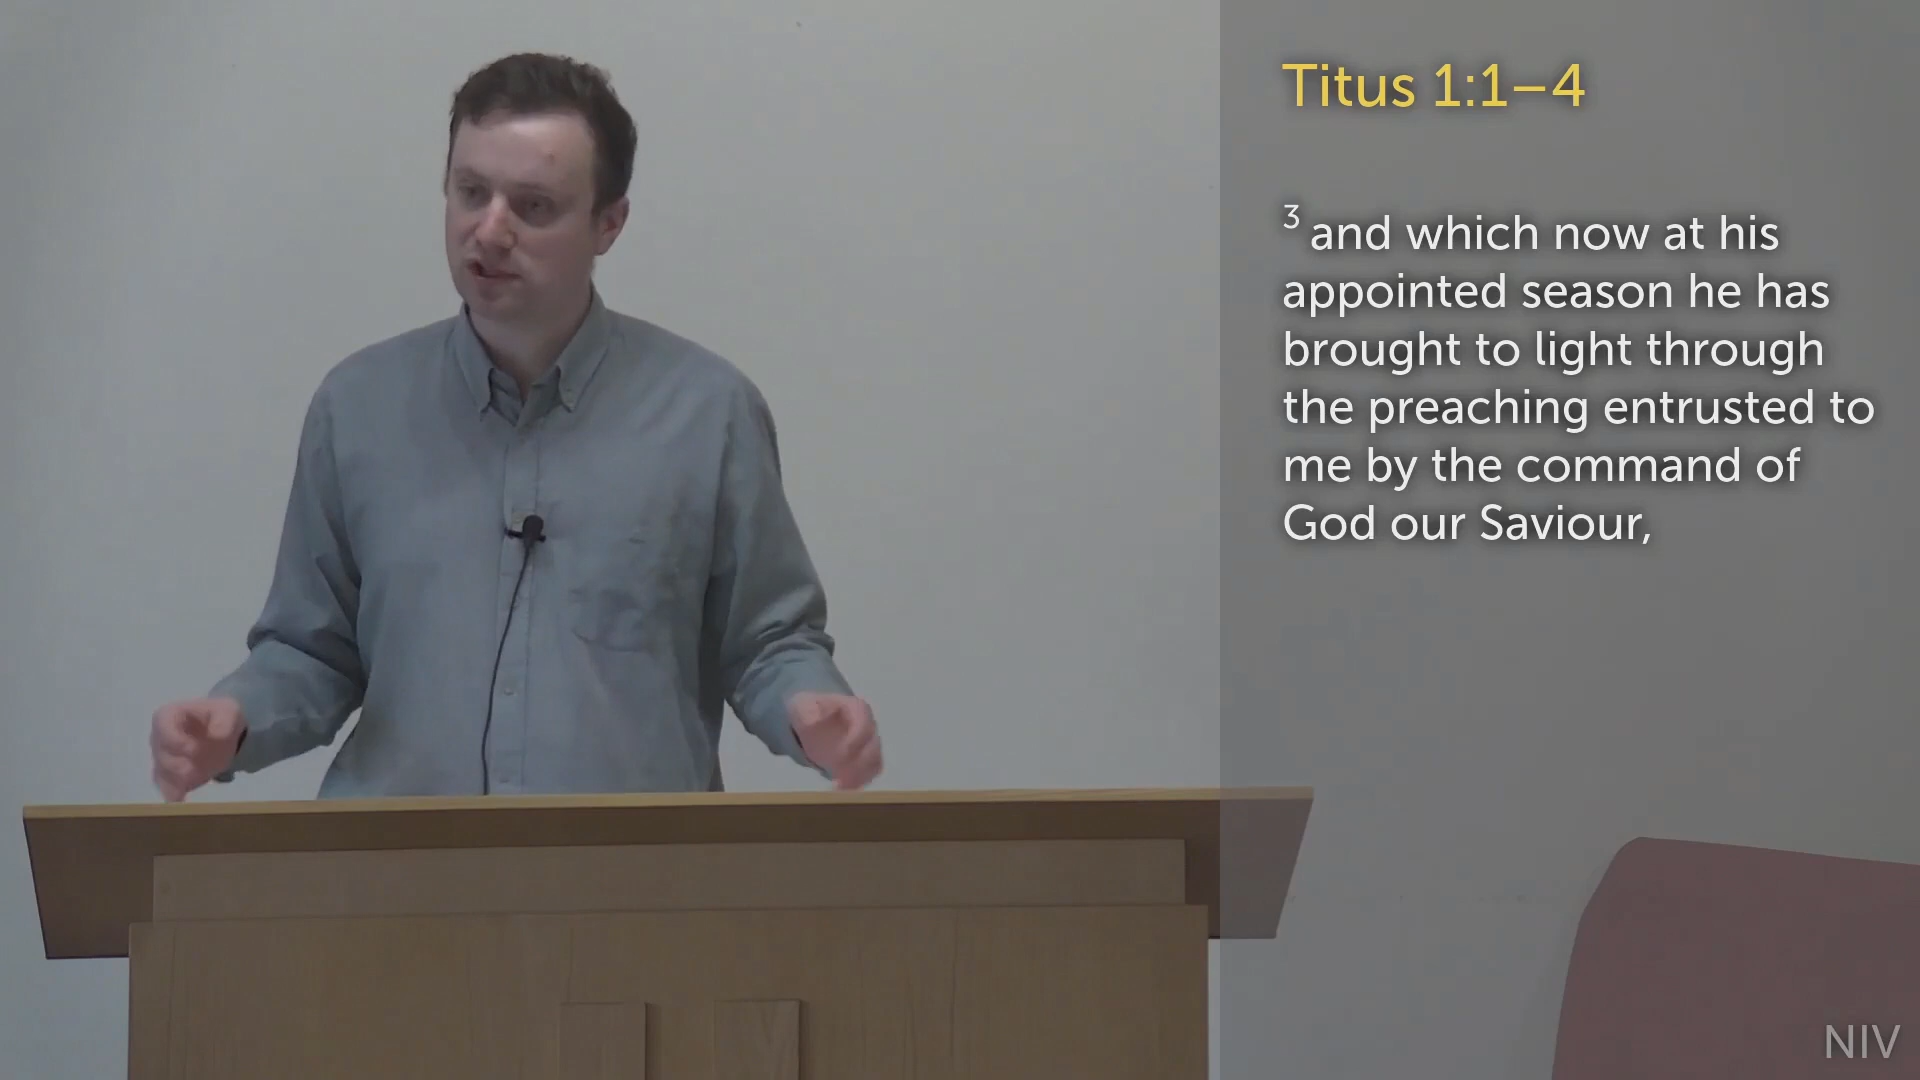 Titus 1:1–4
3 and which now at his
appointed season he has
brought to light through
the preaching entrusted to
me by the command of
God our Saviour,
NIV